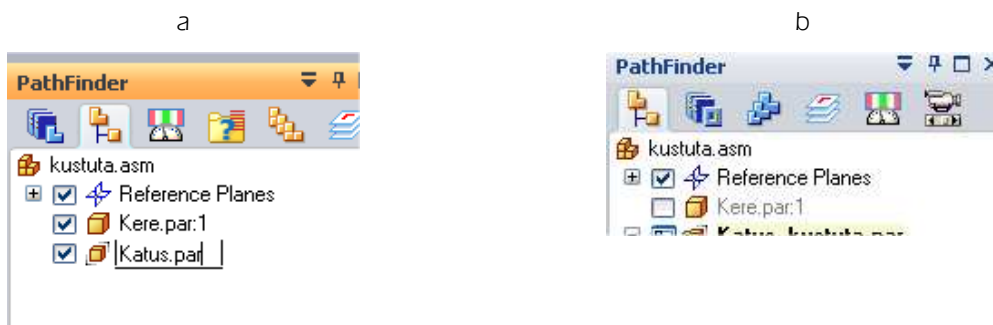 a
PathFinder
kustuta.asm
Reference Planes
Kere.par:1
Katus.par
b
PathFinder
kustuta.asm
Reference Planes
Kere.par:1